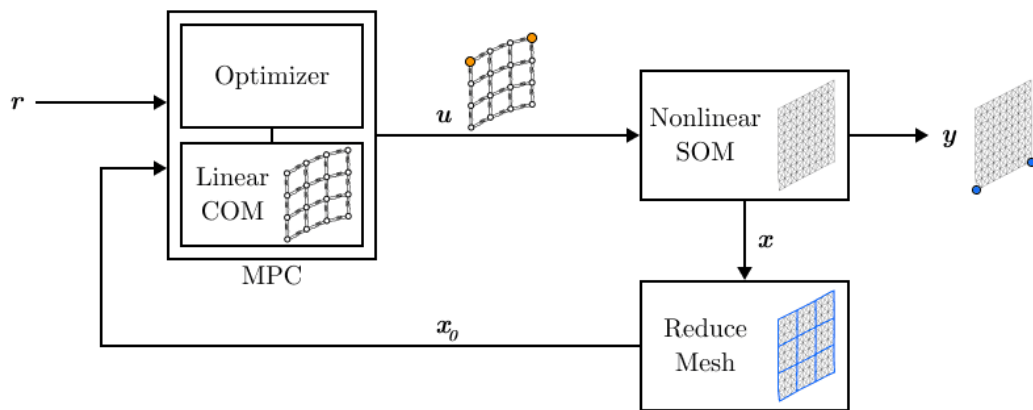 Optimizer
r
u
Nonlinear
SOM
y
Linear
COM
MPC
x
x₀
Reduce
Mesh